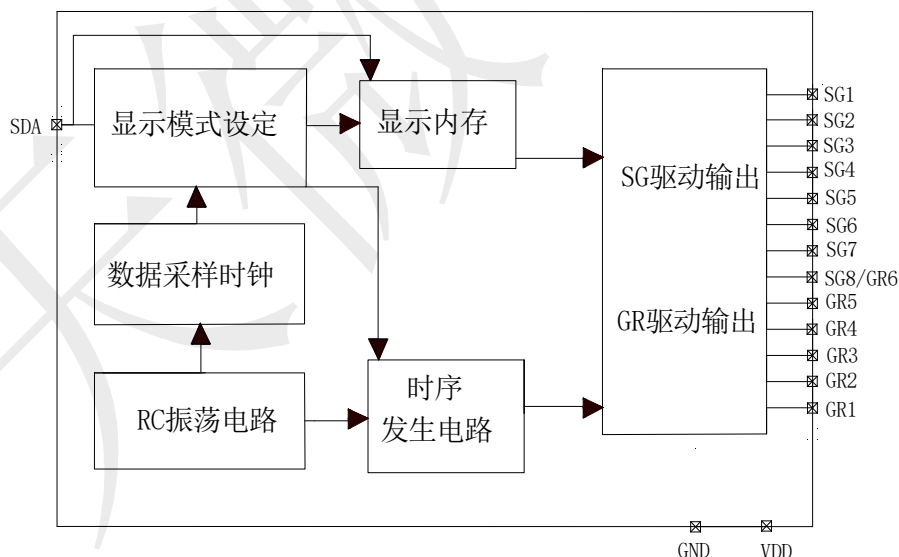 SDA
显示模式设定
显示内存
数据采样时钟
RC振荡电路
时序
发生电路
SG驱动输出
GR驱动输出
SG1
SG2
SG3
SG4
SG5
SG6
SG7
SG8/GR6
GR5
GR4
GR3
GR2
GR1
GND
VDD